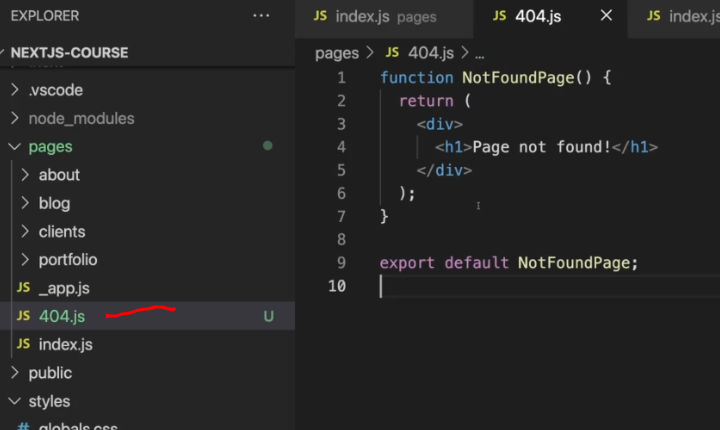 EXPLORER ···
NEXTJS-COURSE
.vscode
node_modules
pages
about
blog
clients
portfolio
JS _app.js
JS 404.js U
JS index.js
public
styles
# globals.css
JS index.js pages
JS 404.js ×
JS index.js
pages > JS 404.js > ...
1 function NotFoundPage() {
2   return (
3     <div>
4       <h1>Page not found!</h1>
5     </div>
6   );
7 }
8
9 export default NotFoundPage;
10